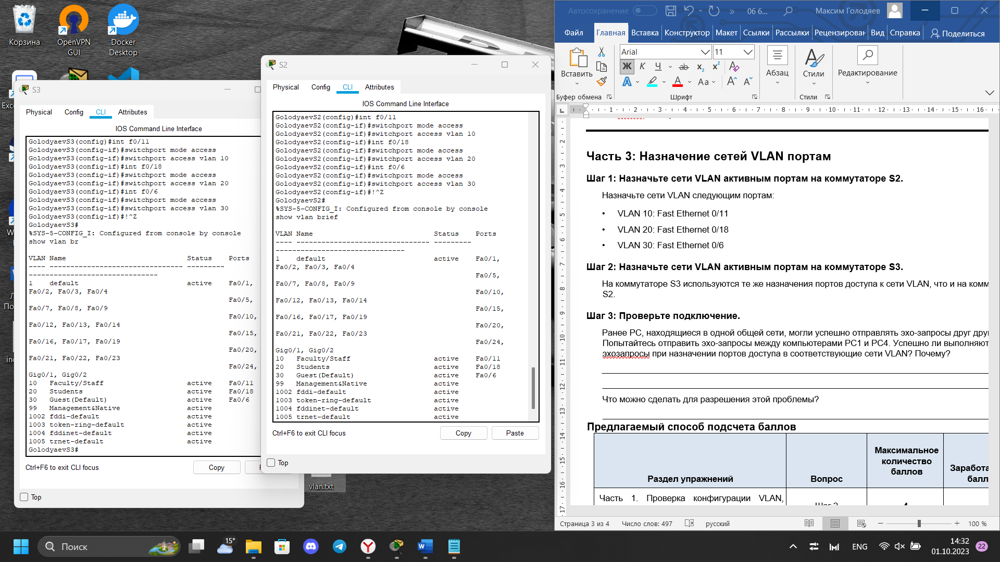 Корзина
OpenVPN
GUI
Docker
Desktop
S3
Physical
Config
CLI
Attributes
IOS Command Line Interface
GolodyaevS3(config)#int f0/11
GolodyaevS3(config-if)#switchport mode access
GolodyaevS3(config-if)#switchport access vlan 10
GolodyaevS3(config-if)#int f0/18
GolodyaevS3(config-if)#switchport mode access
GolodyaevS3(config-if)#switchport access vlan 20
GolodyaevS3(config-if)#int f0/6
GolodyaevS3(config-if)#switchport mode access
GolodyaevS3(config-if)#switchport access vlan 30
GolodyaevS3(config-if)#!^Z
GolodyaevS3#
%SYS-5-CONFIG_I: Configured from console by console
show vlan br
VLAN Name Status Ports
---- -------------------------------- ---------
-------------------------------
1 default active Fa0/1,
Fa0/2, Fa0/3, Fa0/4
Fa0/5,
Fa0/7, Fa0/8, Fa0/9
Fa0/10,
Fa0/12, Fa0/13, Fa0/14
Fa0/15,
Fa0/16, Fa0/17, Fa0/19
Fa0/20,
Fa0/21, Fa0/22, Fa0/23
Fa0/24,
Gig0/1, Gig0/2
10 Faculty/Staff active Fa0/11
20 Students active Fa0/18
30 Guest(Default) active Fa0/6
99 Management&Native active
1002 fddi-default active
1003 token-ring-default active
1004 fddinet-default active
1005 trnet-default active
GolodyaevS3#
Ctrl+F6 to exit CLI focus
Copy
Top
S2
Physical
Config
CLI
Attributes
IOS Command Line Interface
GolodyaevS2(config)#int f0/11
GolodyaevS2(config-if)#switchport mode access
GolodyaevS2(config-if)#switchport access vlan 10
GolodyaevS2(config-if)#int f0/18
GolodyaevS2(config-if)#switchport mode access
GolodyaevS2(config-if)#switchport access vlan 20
GolodyaevS2(config-if)#int f0/6
GolodyaevS2(config-if)#switchport mode access
GolodyaevS2(config-if)#switchport access vlan 30
GolodyaevS2(config-if)#!^Z
GolodyaevS2#
%SYS-5-CONFIG_I: Configured from console by console
show vlan brief
VLAN Name Status Ports
---- -------------------------------- ---------
-------------------------------
1 default active Fa0/1,
Fa0/2, Fa0/3, Fa0/4
Fa0/5,
Fa0/7, Fa0/8, Fa0/9
Fa0/10,
Fa0/12, Fa0/13, Fa0/14
Fa0/15,
Fa0/16, Fa0/17, Fa0/19
Fa0/20,
Fa0/21, Fa0/22, Fa0/23
Fa0/24,
Gig0/1, Gig0/2
10 Faculty/Staff active Fa0/11
20 Students active Fa0/18
30 Guest(Default) active Fa0/6
99 Management&Native active
1002 fddi-default active
1003 token-ring-default active
1004 fddinet-default active
1005 trnet-default active
Ctrl+F6 to exit CLI focus
Copy
Paste
Top
vlan.txt
Автосохранение
06 6...
Максим Голодяев
Файл
Главная
Вставка
Конструктор
Макет
Ссылки
Рассылки
Рецензирован
Вид
Справка
Поделиться
Вставить
Arial
11
Ж К Ч
Абзац
Стили
Редактирование
Буфер обмена
Шрифт
Стили
1 2 3 4 5 6 7 8 9 10 11 12 13 14 15 16
Часть 3: Назначение сетей VLAN портам
Шаг 1: Назначьте сети VLAN активным портам на коммутаторе S2.
Назначьте сети VLAN следующим портам:
• VLAN 10: Fast Ethernet 0/11
• VLAN 20: Fast Ethernet 0/18
• VLAN 30: Fast Ethernet 0/6
Шаг 2: Назначьте сети VLAN активным портам на коммутаторе S3.
На коммутаторе S3 используются те же назначения портов доступа к сети VLAN, что и на комм
S2.
Шаг 3: Проверьте подключение.
Ранее PC, находящиеся в одной общей сети, могли успешно отправлять эхо-запросы друг дру
Попытайтесь отправить эхо-запросы между компьютерами PC1 и PC4. Успешно ли выполняют
эхозапросы при назначении портов доступа в соответствующие сети VLAN? Почему?
Что можно сделать для разрешения этой проблемы?
Предлагаемый способ подсчета баллов
Раздел упражнений
Вопрос
Максимальное
количество
баллов
Заработа
балл
Часть 1. Проверка конфигурации VLAN,
Страница 3 из 4
Число слов: 497
русский
100 %
Поиск
15°
ENG
14:32
01.10.2023
22